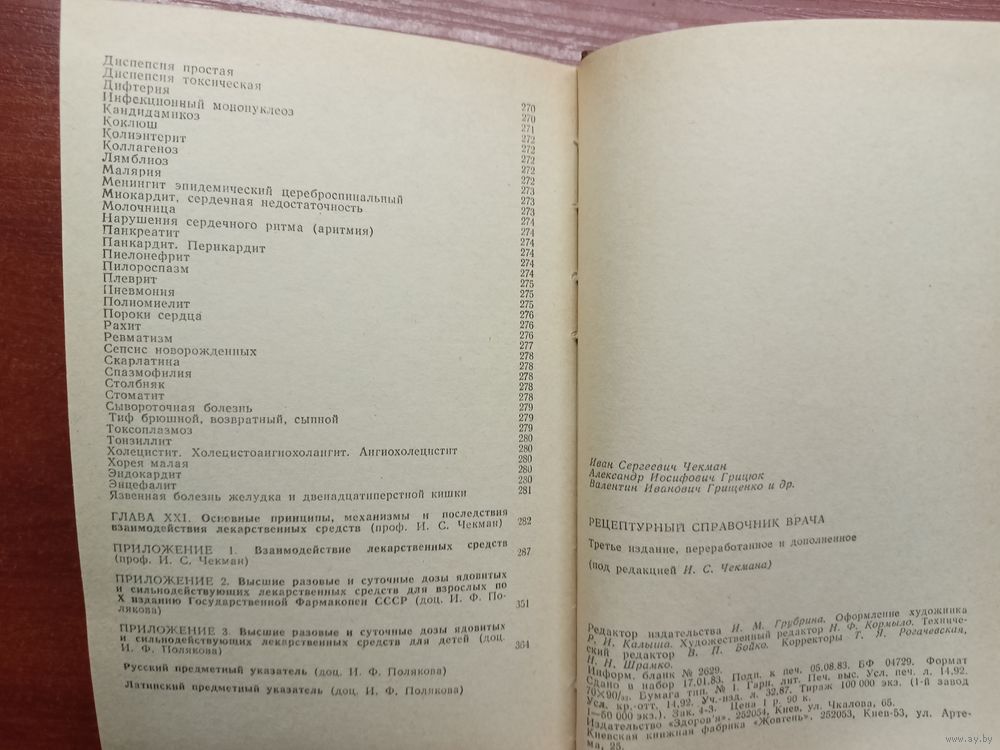 Диспепсия простая 270
Диспепсия токсическая 270
Дифтерия 271
Инфекционный мононуклеоз 272
Кандидамикоз 272
Коклюш 272
Колиэнтерит 272
Коллагеноз 272
Лямблиоз 273
Малярия 273
Менингит эпидемический цереброспинальный 273
Миокардит, сердечная недостаточность 274
Молочница 274
Нарушения сердечного ритма (аритмия) 274
Панкреатит 274
Панкардит. Перикардит 274
Пиелонефрит 274
Пилороспазм 275
Плеврит 275
Пневмония 275
Полиомиелит 276
Пороки сердца 276
Рахит 276
Ревматизм 277
Сепсис новорожденных 278
Скарлатина 278
Спазмофилия 278
Столбняк 278
Стоматит 278
Сывороточная болезнь 279
Тиф брюшной, возвратный, сыпной 279
Токсоплазмоз 279
Тонзиллит 280
Холецистит. Холецистоангиохолангит. Ангиохолецистит 280
Хорея малая 280
Эндокардит 280
Энцефалит 280
Язвенная болезнь желудка и двенадцатиперстной кишки 281
ГЛАВА XXI. Основные принципы, механизмы и последствия
взаимодействия лекарственных средств (проф. И. С. Чекман) 282
ПРИЛОЖЕНИЕ 1. Взаимодействие лекарственных средств
(проф. И. С. Чекман) 287
ПРИЛОЖЕНИЕ 2. Высшие разовые и суточные дозы ядовитых
и сильнодействующих лекарственных средств для взрослых по
X изданию Государственной Фармакопеи СССР (доц. И. Ф. По-
лякова) 351
ПРИЛОЖЕНИЕ 3. Высшие разовые и суточные дозы ядовитых
и сильнодействующих лекарственных средств для детей (доц.
И. Ф. Полякова) 364
Русский предметный указатель (доц. И. Ф. Полякова)
Латинский предметный указатель (доц. И. Ф. Полякова)
Иван Сергеевич Чекман
Александр Иосифович Грицюк
Валентин Иванович Грищенко и др.
РЕЦЕПТУРНЫЙ СПРАВОЧНИК ВРАЧА
Третье издание, переработанное и дополненное
(под редакцией И. С. Чекмана)
Редактор издательства И. М. Грубрина. Оформление художника
Р. И. Калыша. Художественный редактор Н. Ф. Кормыло. Техниче-
ский редактор В. П. Бойко. Корректоры Т. Я. Рогачевская,
Н. Н. Шрамко.
Информ. бланк № 2629.
Сдано в набор 17.01.83. Подп. к печ. 05.08.83. БФ 04729. Формат
70×90/32. Бумага тип. № 1. Гарн. лит. Печ. выс. Усл. печ. л. 14,92.
Усл. кр.-отт. 14,92. Уч.-изд. л. 32,87. Тираж 100 000 экз. (1-й завод
1—50 000 экз.). Зак. 4-3. Цена 1 р. 90 к.
Издательство «Здоров'я». 252054, Киев, ул. Чкалова, 65.
Киевская книжная фабрика «Жовтень», 252053, Киев-53, ул. Арте-
ма, 25.
www.ay.by